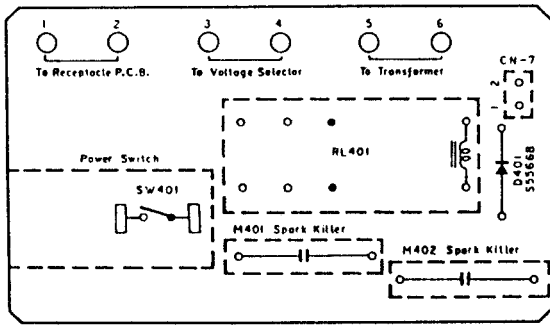 1 2 3 4 5 6
To Receptacle P.C.B. To Voltage Selector To Transformer
CN-7
2
1
RL401
D401
S5566B
Power Switch
SW401
M401 Spark Killer
M402 Spark Killer